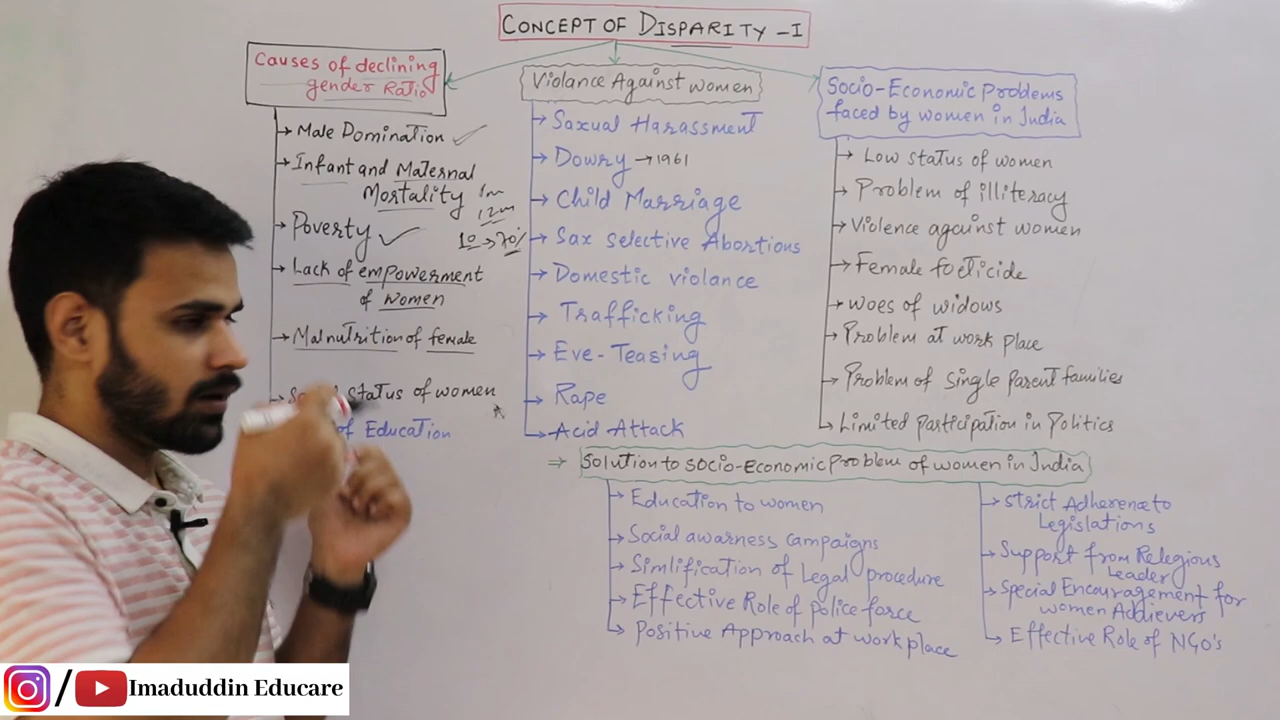 CONCEPT OF DISPARITY - I
Causes of declining
gender Ratio
→ Male Domination
→ Infant and Maternal
Mortality
1m
12m
10 → 70%
→ Poverty
→ Lack of empowerment
of women
→ Malnutrition of female
status of women
of Education
Violance Against women
→ Saxual Harassment
→ Dowry → 1961
→ Child Marriage
→ Sax selective Abortions
→ Domestic violance
→ Trafficking
→ Eve-Teasing
→ Rape
→ Acid Attack
Socio-Economic Problems
faced by women in India
→ Low status of women
→ Problem of illiteracy
→ Violence against women
→ Female foeticide
→ woes of widows
→ Problem at work place
→ Problem of Single Parent families
→ Limited participation in Politics
⇒ Solution to socio-Economic Problem of women in India
→ Education to women
→ Social awarness campaigns
→ Simlification of Legal procedure
→ Effective Role of police force
→ Positive Approach at work place
→ Strict Adherence to
Legislations
→ Support from Relegious
Leader
→ Special Encouragement for
women Achievers
→ Effective Role of NGO's
Imaduddin Educare